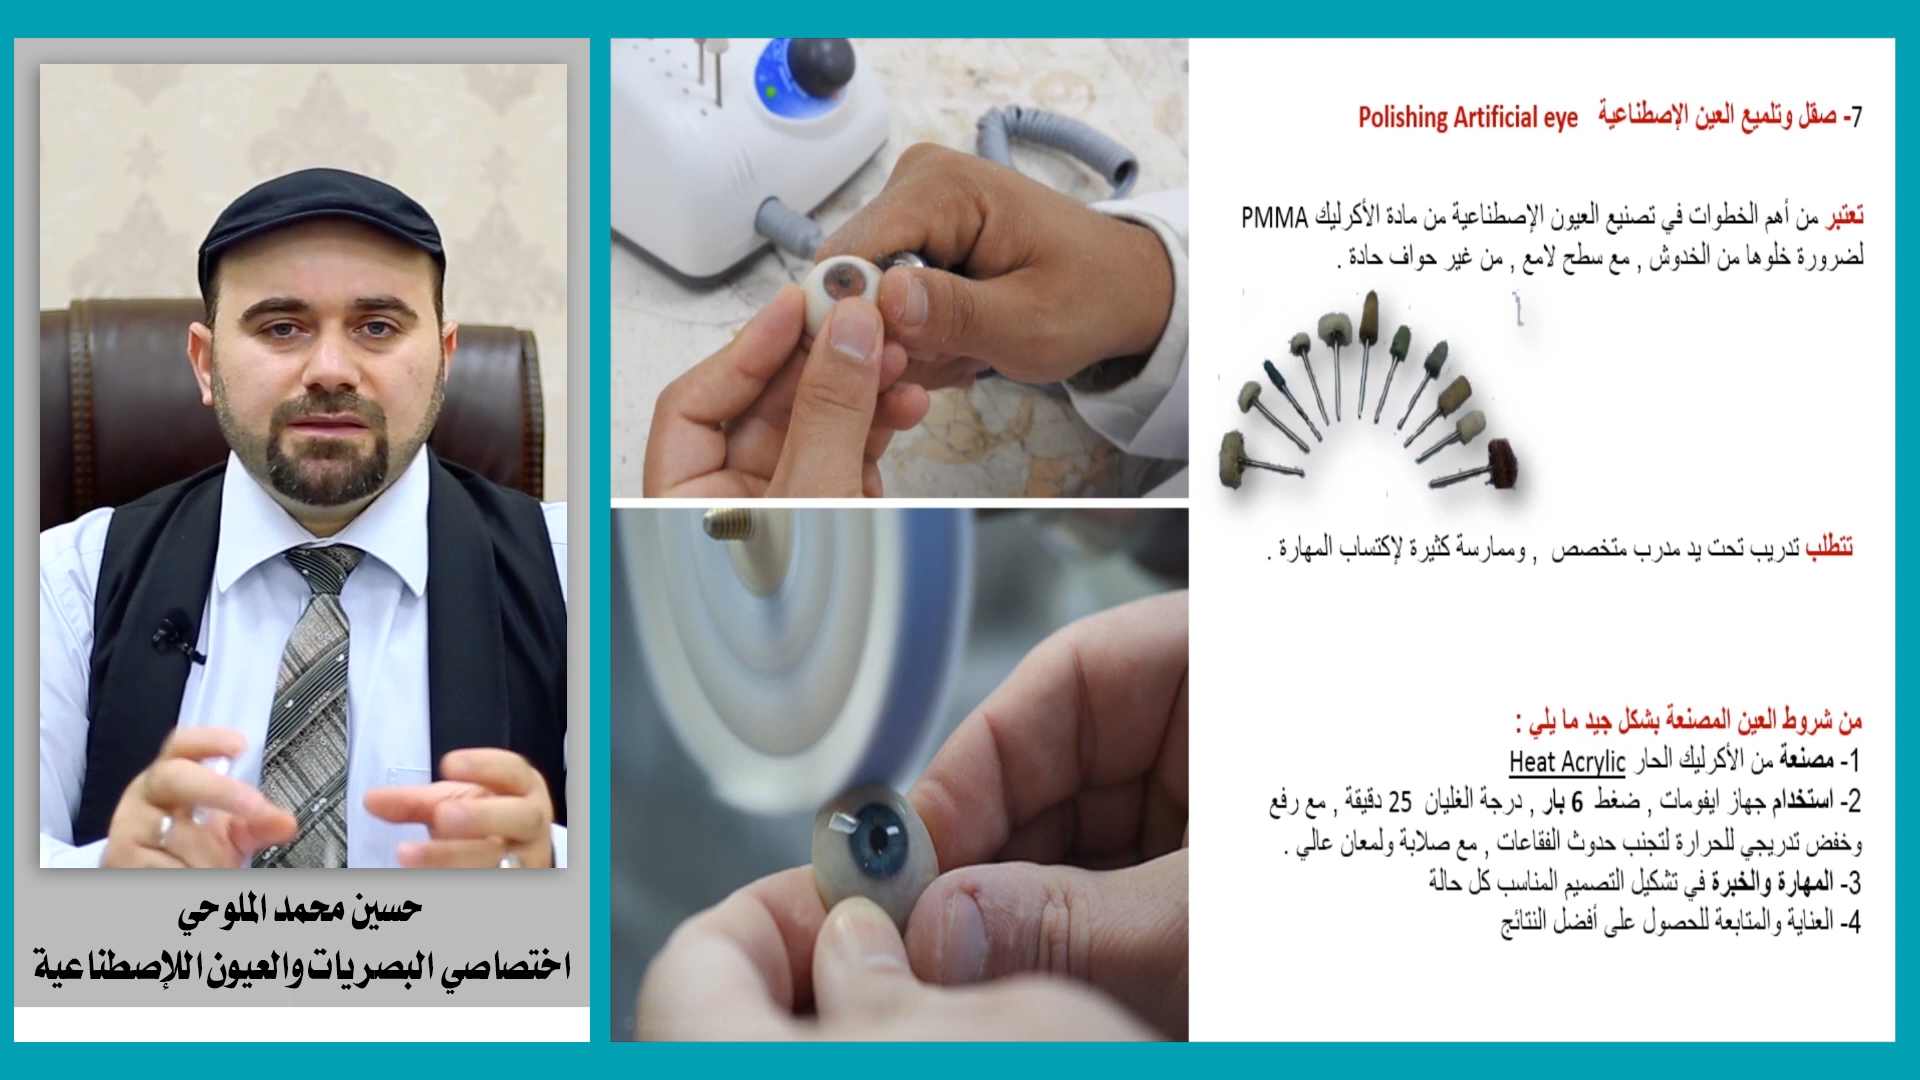 7- صقل وتلميع العين الإصطناعية Polishing Artificial eye
تعتبر من أهم الخطوات في تصنيع العيون الإصطناعية من مادة الأكرليك PMMA
لضرورة خلوها من الخدوش , مع سطح لامع , من غير حواف حادة .
تتطلب تدريب تحت يد مدرب متخصص , وممارسة كثيرة لإكتساب المهارة .
من شروط العين المصنعة بشكل جيد ما يلي :
1- مصنعة من الأكرليك الحار Heat Acrylic
2- استخدام جهاز ايفومات , ضغط 6 بار , درجة الغليان 25 دقيقة , مع رفع
وخفض تدريجي للحرارة لتجنب حدوث الفقاعات , مع صلابة ولمعان عالي .
3- المهارة والخبرة في تشكيل التصميم المناسب كل حالة
4- العناية والمتابعة للحصول على أفضل النتائج
حسين محمد الملوحي
اختصاصي البصريات والعيون اللإصطناعية